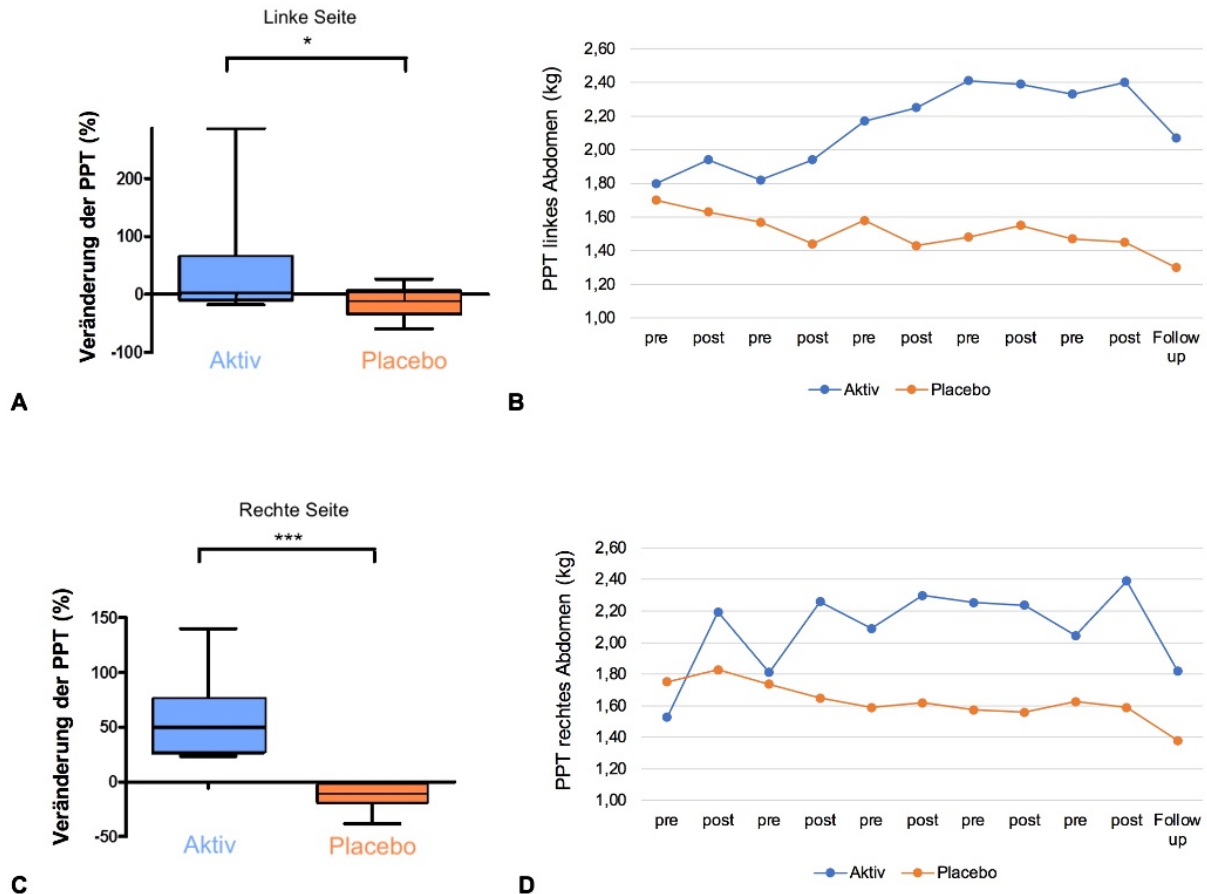 Linke Seite
*
Veränderung der PPT (%)
200
100
0
-100
Aktiv
Placebo
A
PPT linkes Abdomen (kg)
2,60
2,40
2,20
2,00
1,80
1,60
1,40
1,20
1,00
pre post pre post pre post pre post pre post Follow
up
Aktiv Placebo
B
Rechte Seite
***
Veränderung der PPT (%)
150
100
50
0
-50
Aktiv
Placebo
C
PPT rechtes Abdomen (kg)
2,60
2,40
2,20
2,00
1,80
1,60
1,40
1,20
1,00
pre post pre post pre post pre post pre post Follow
up
Aktiv Placebo
D